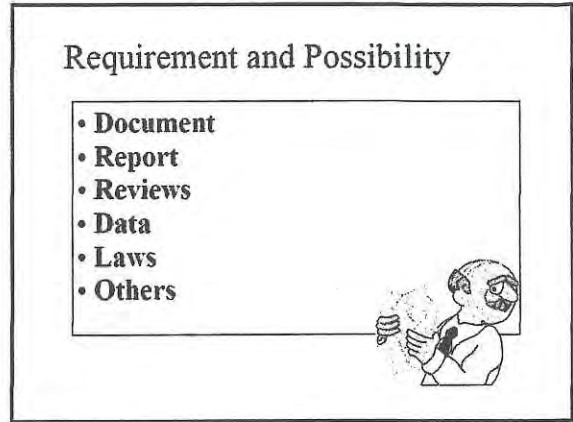 Requirement and Possibility
• Document
• Report
• Reviews
• Data
• Laws
• Others